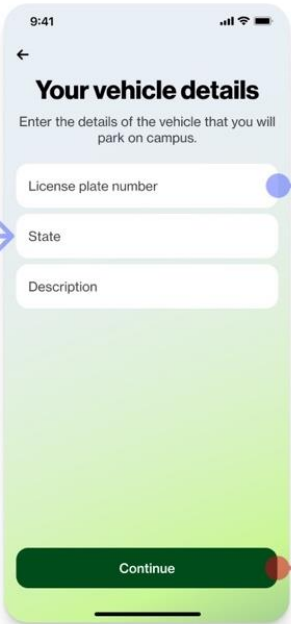 9:41
Your vehicle details
Enter the details of the vehicle that you will
park on campus.
License plate number
State
Description
Continue